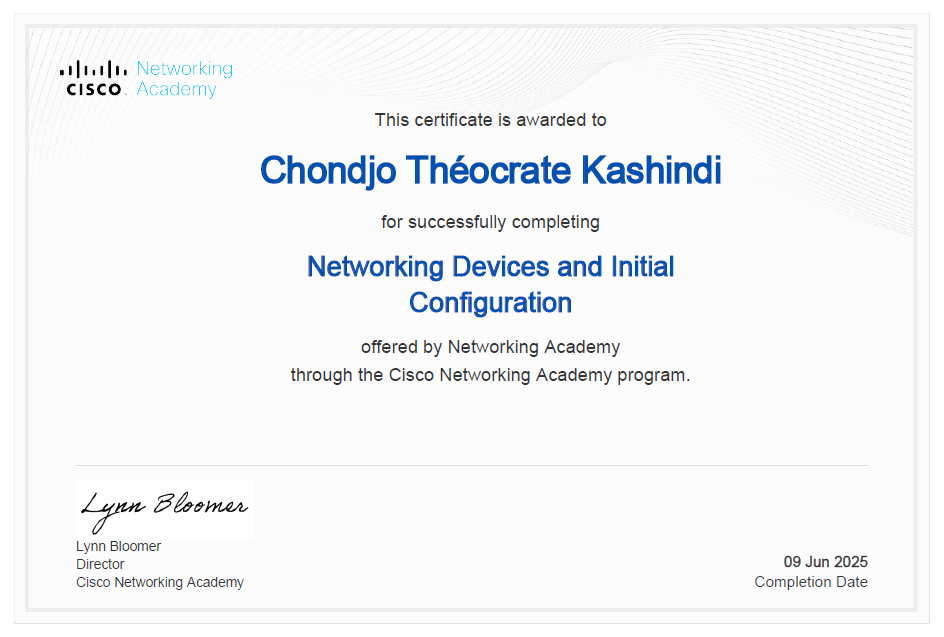 Networking
CISCO Academy
This certificate is awarded to
Chondjo Théocrate Kashindi
for successfully completing
Networking Devices and Initial
Configuration
offered by Networking Academy
through the Cisco Networking Academy program.
Lynn Bloomer
Lynn Bloomer
Director
Cisco Networking Academy
09 Jun 2025
Completion Date